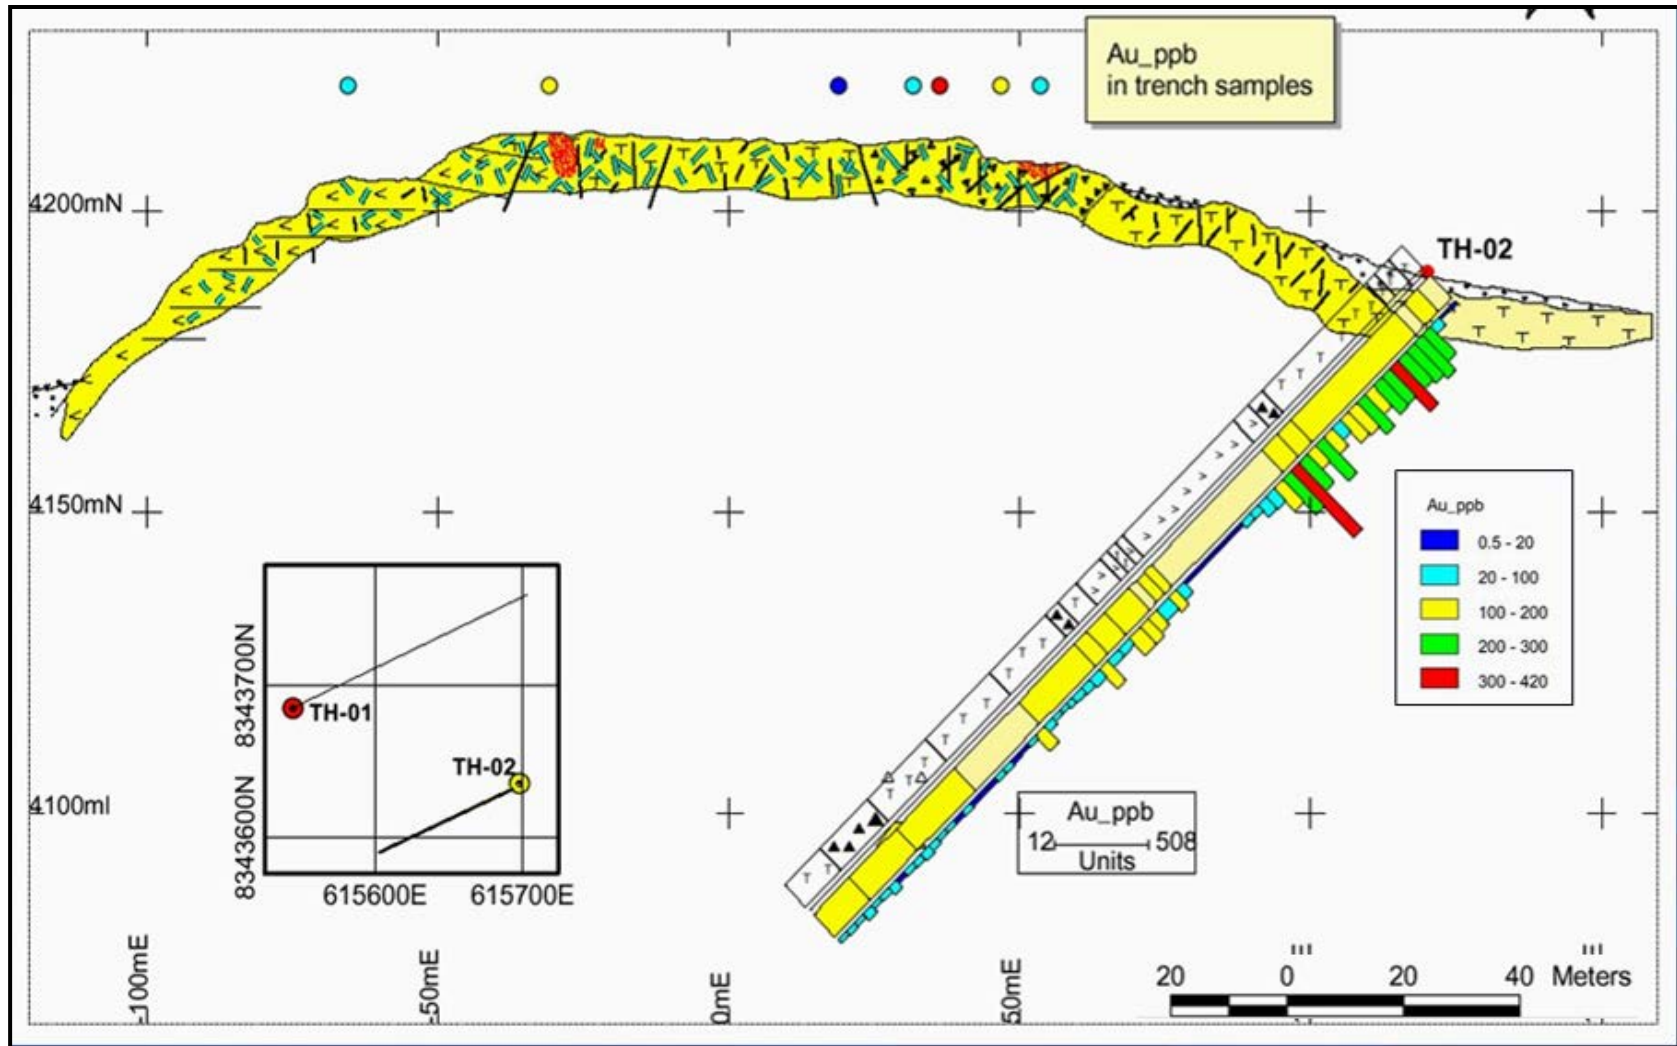 Au_ppb
in trench samples
4200mN
TH-02
4150mN
Au_ppb
0.5 - 20
20 - 100
100 - 200
200 - 300
300 - 420
8343700N
TH-01
TH-02
8343600N
615600E 615700E
4100ml
Au_ppb
12 508
Units
-100mE
-50mE
0mE
50mE
20 0 20 40 Meters